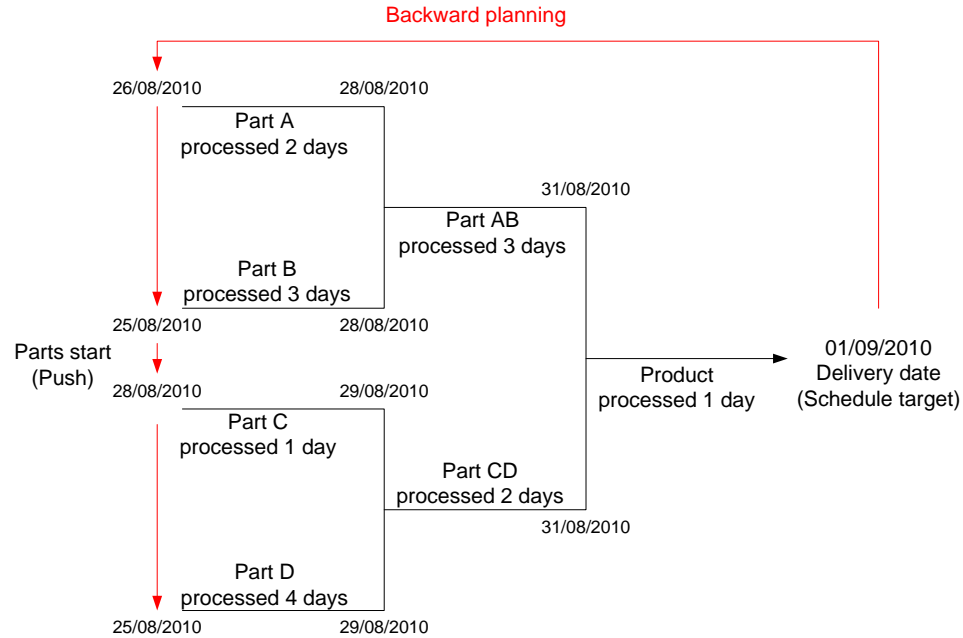 Backward planning
26/08/2010
28/08/2010
Part A
processed 2 days
31/08/2010
Part AB
processed 3 days
Part B
processed 3 days
25/08/2010
28/08/2010
Parts start
(Push)
01/09/2010
Delivery date
(Schedule target)
Product
processed 1 day
28/08/2010
29/08/2010
Part C
processed 1 day
Part CD
processed 2 days
31/08/2010
Part D
processed 4 days
25/08/2010
29/08/2010